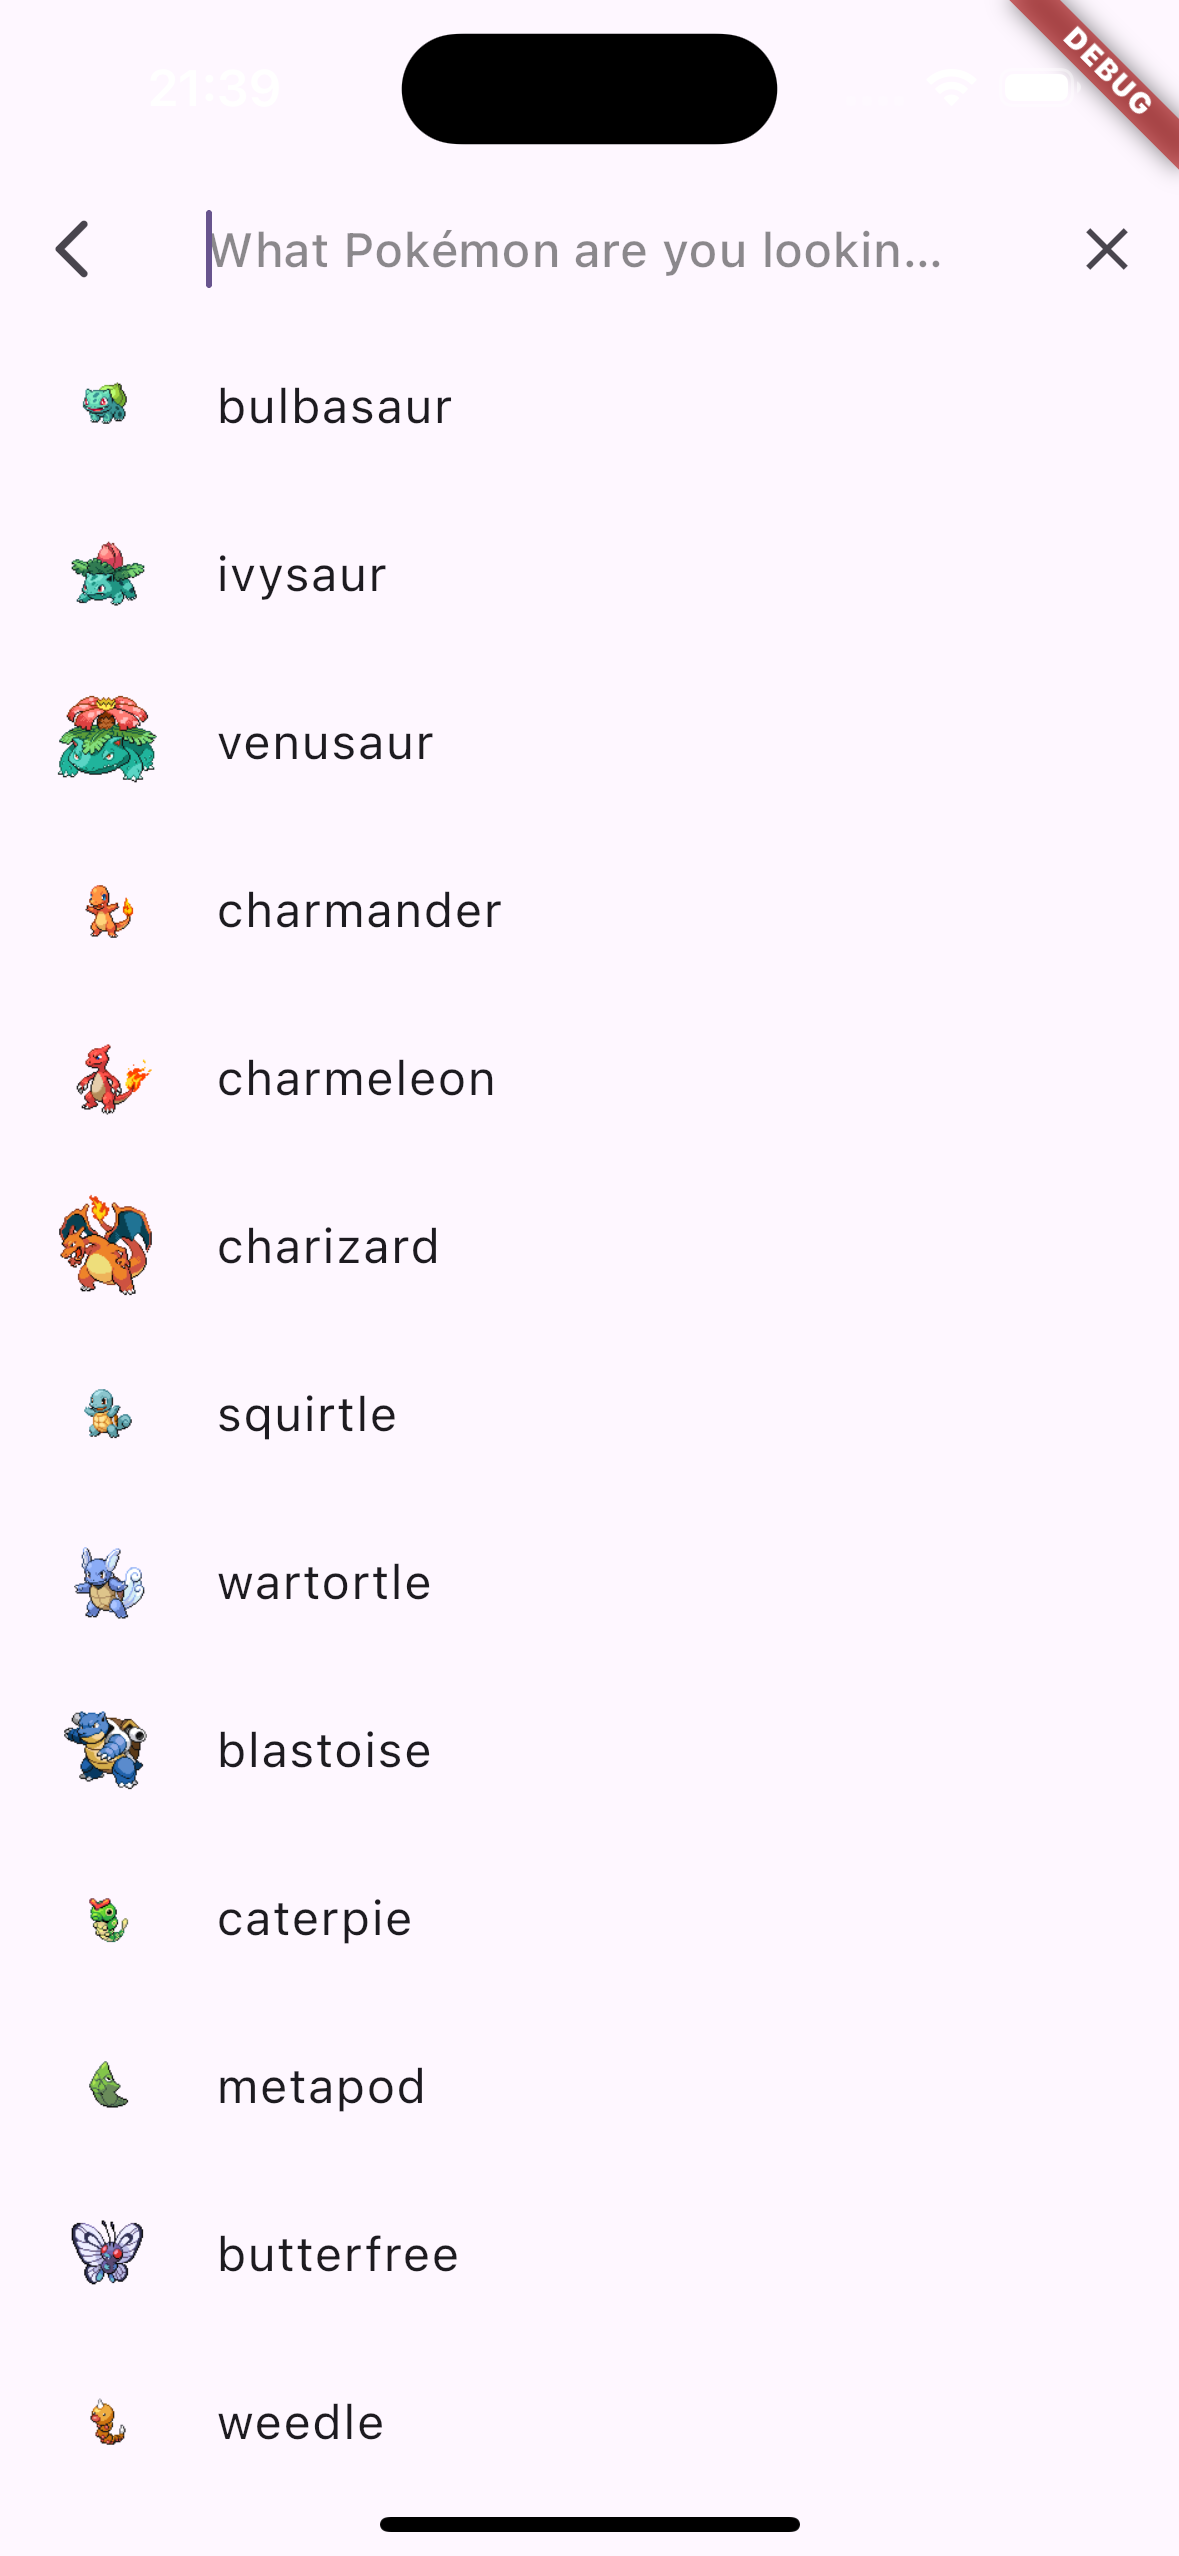 21:39
DEBUG
What Pokémon are you lookin...
bulbasaur
ivysaur
venusaur
charmander
charmeleon
charizard
squirtle
wartortle
blastoise
caterpie
metapod
butterfree
weedle